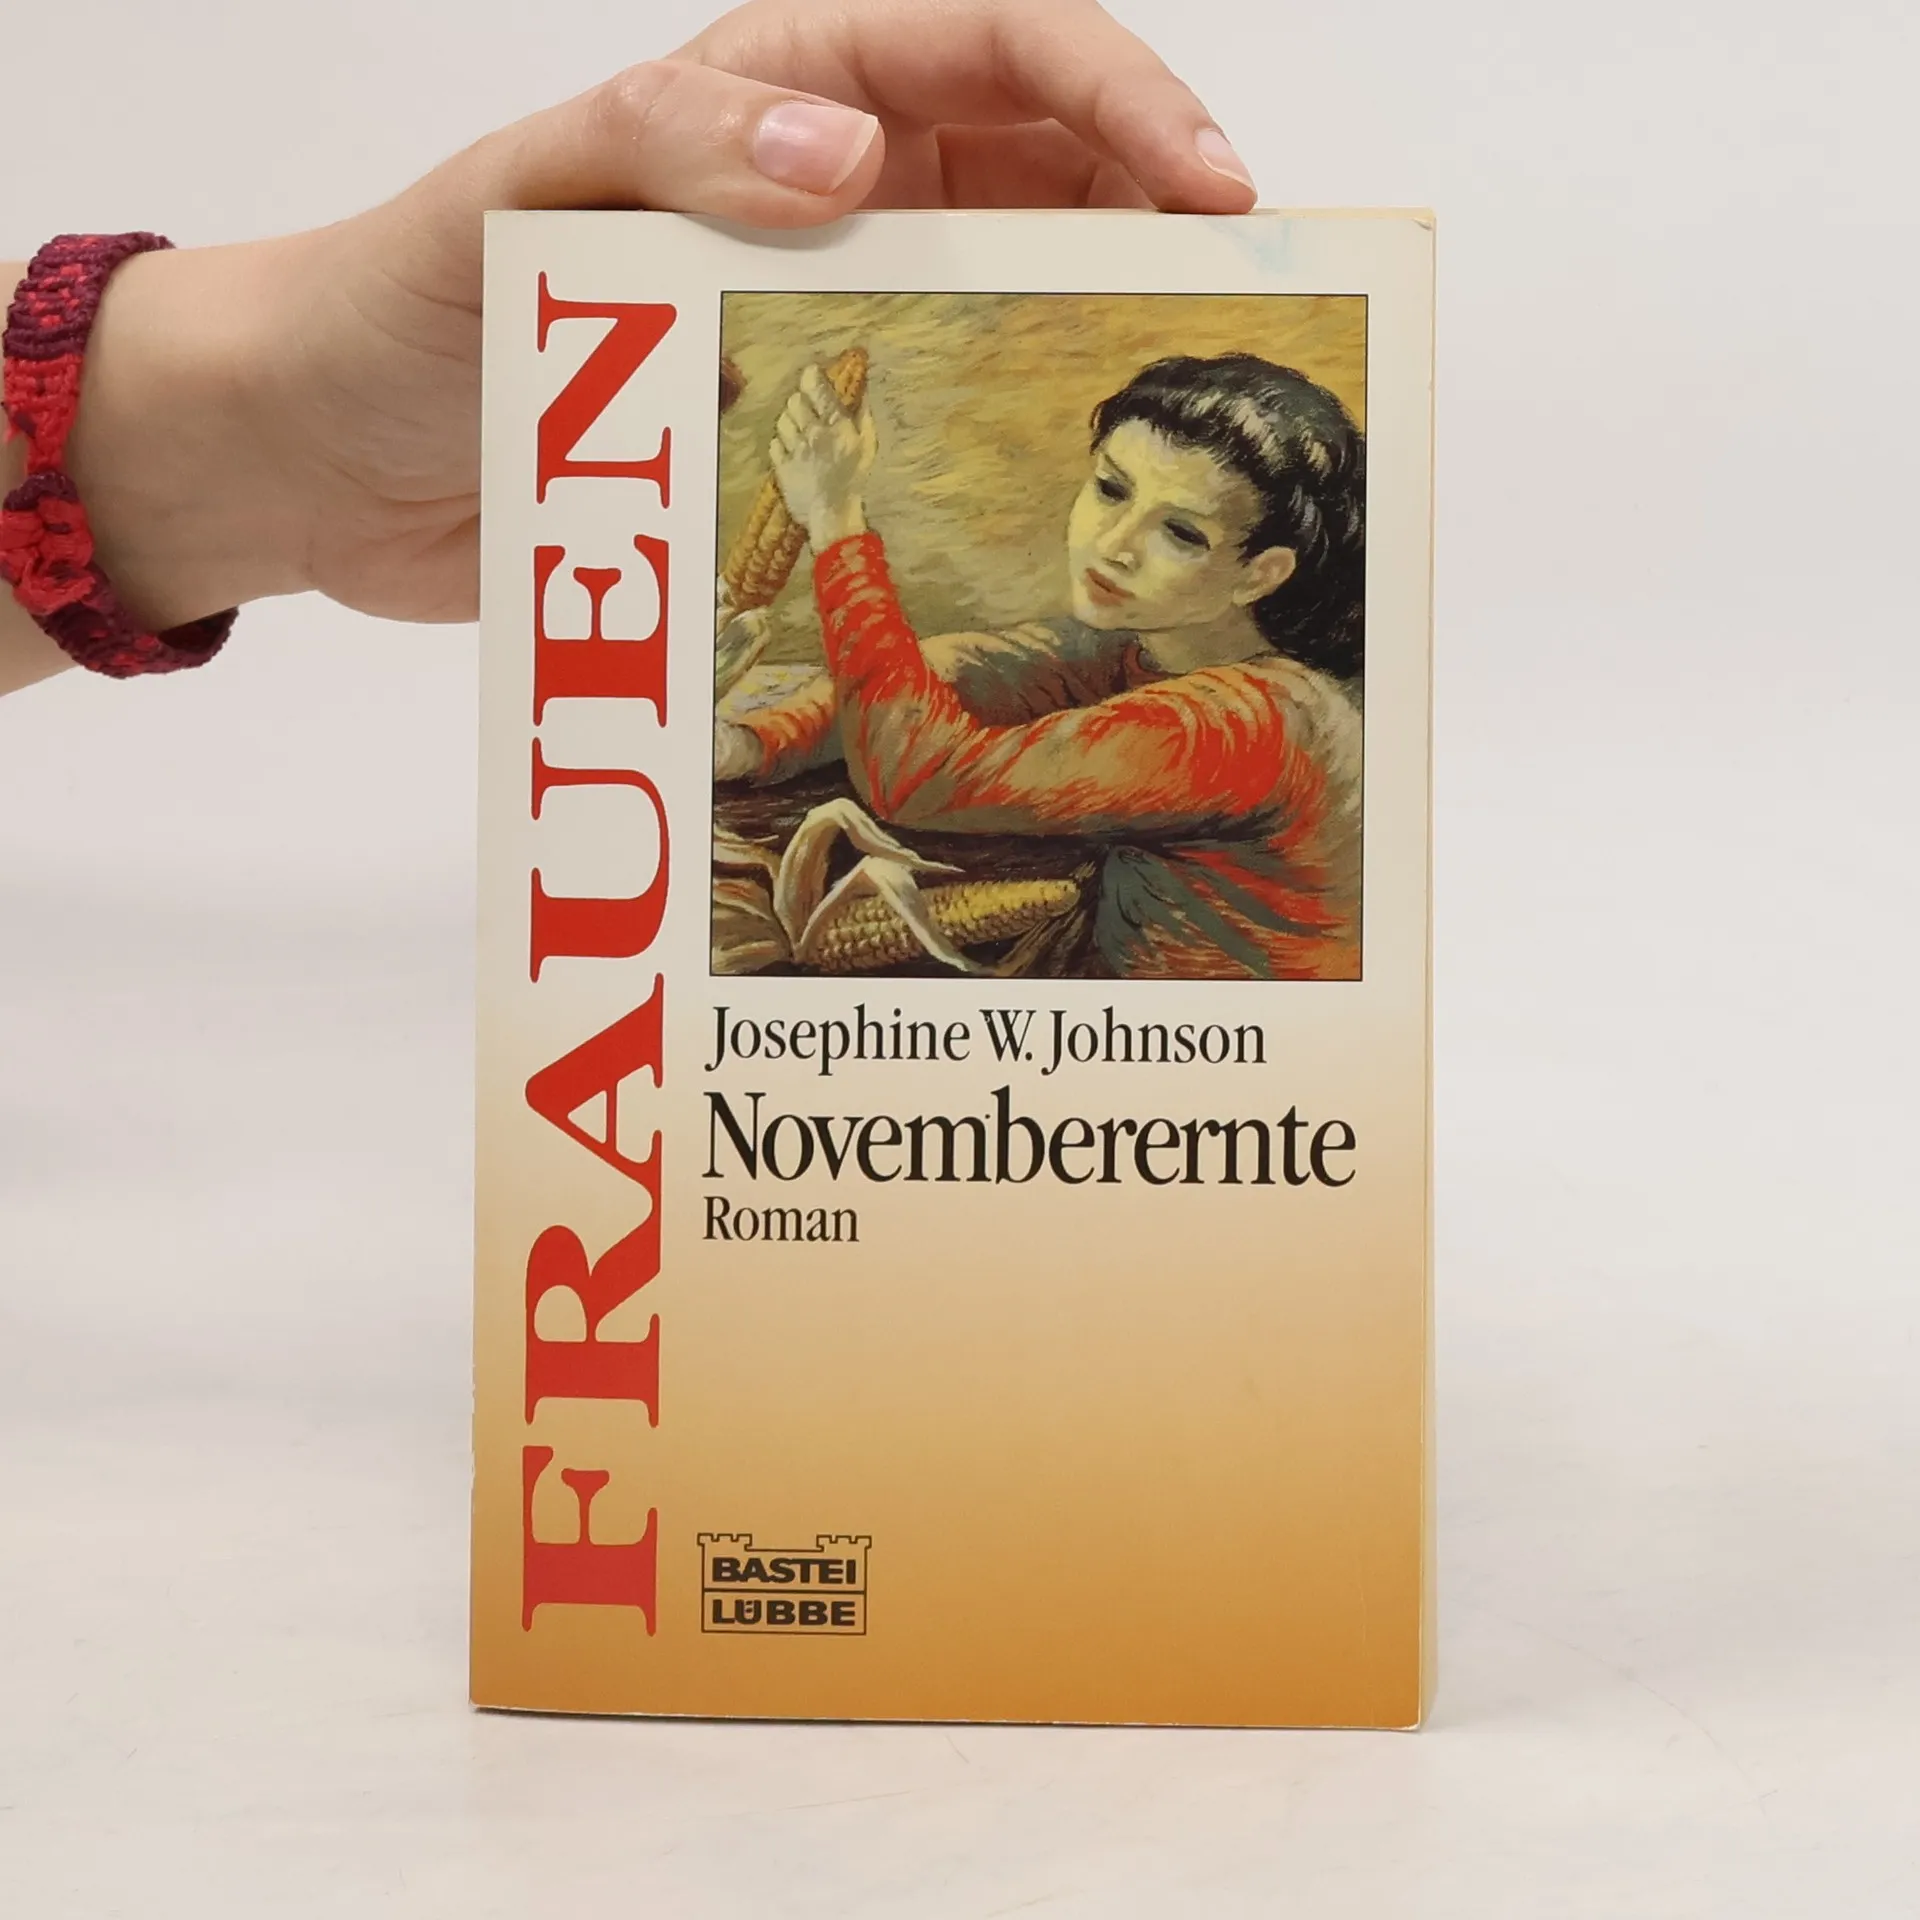 FRAUEN
Josephine W. Johnson
Novemberernte
Roman
BASTEI
LÜBBE